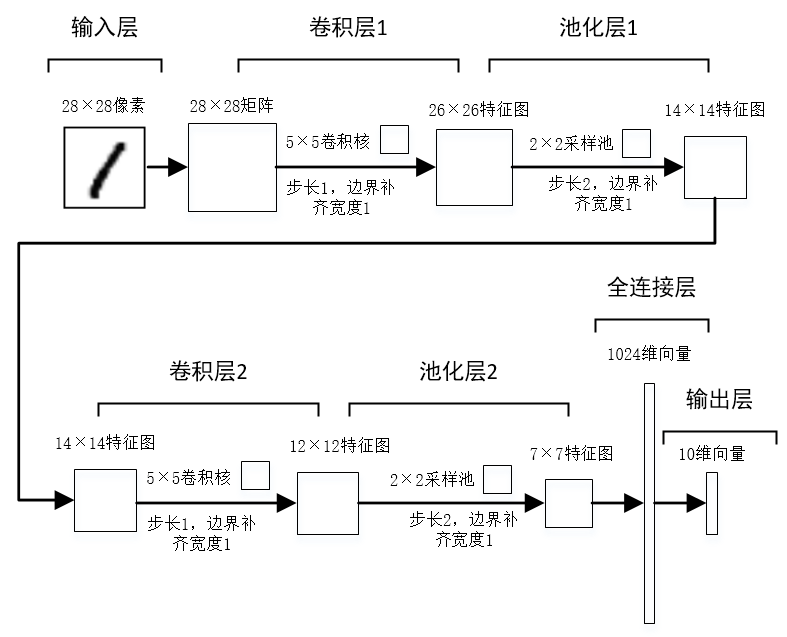 输入层
卷积层1
池化层1
28×28像素
28×28矩阵
26×26特征图
14×14特征图
5×5卷积核
2×2采样池
步长1，边界补
齐宽度1
步长2，边界补
齐宽度1
全连接层
1024维向量
卷积层2
池化层2
输出层
14×14特征图
12×12特征图
7×7特征图
10维向量
5×5卷积核
2×2采样池
步长1，边界补
齐宽度1
步长2，边界补
齐宽度1